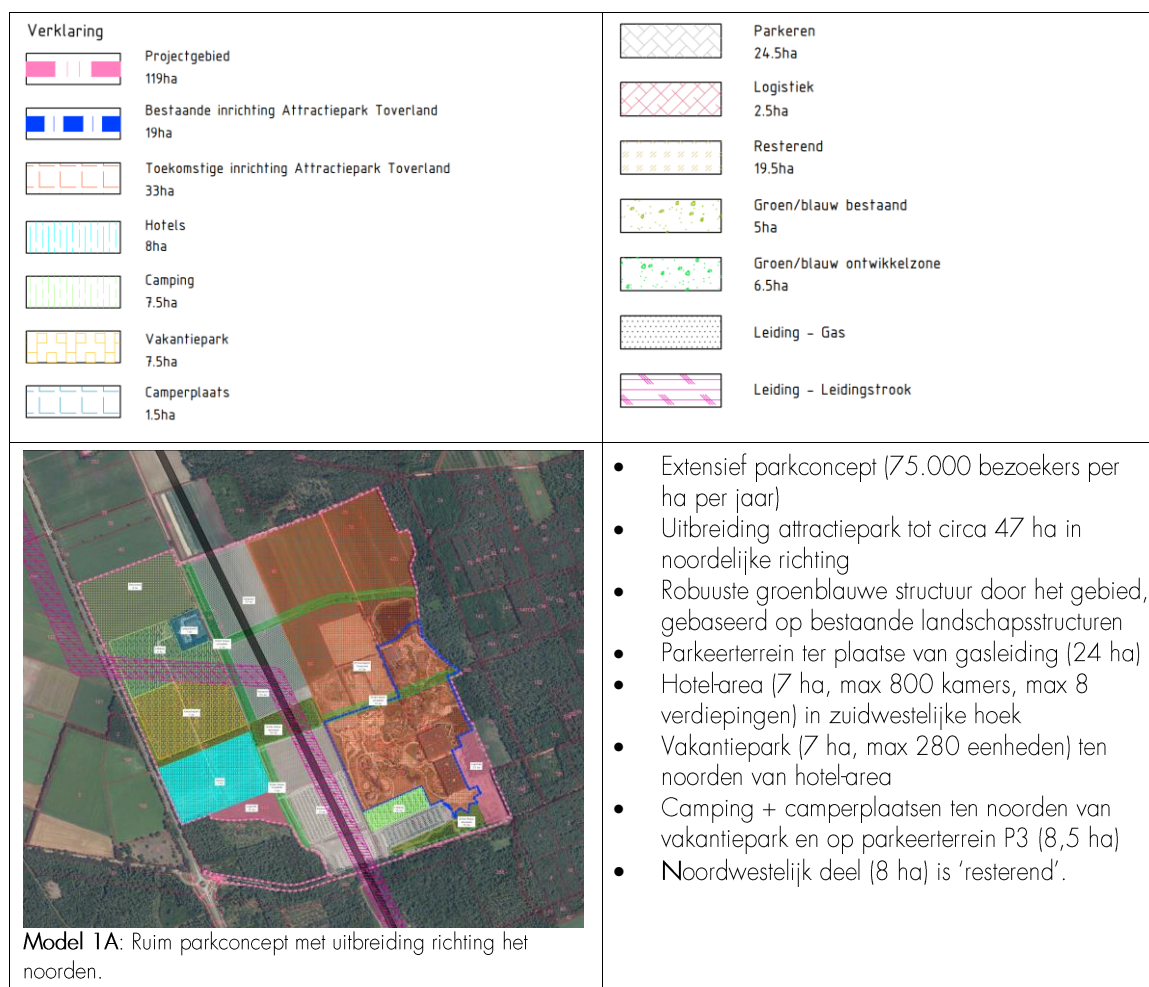 Verklaring
Projectgebied
119ha
Bestaande inrichting Attractiepark Toverland
19ha
Toekomstige inrichting Attractiepark Toverland
33ha
Hotels
8ha
Camping
7.5ha
Vakantiepark
7.5ha
Camperplaats
1.5ha
Parkeren
24.5ha
Logistiek
2.5ha
Resterend
19.5ha
Groen/blauw bestaand
5ha
Groen/blauw ontwikkelzone
6.5ha
Leiding - Gas
Leiding - Leidingstrook
Model 1A: Ruim parkconcept met uitbreiding richting het
noorden.
• Extensief parkconcept (75.000 bezoekers per
ha per jaar)
• Uitbreiding attractiepark tot circa 47 ha in
noordelijke richting
• Robuuste groenblauwe structuur door het gebied,
gebaseerd op bestaande landschapsstructuren
• Parkeerterrein ter plaatse van gasleiding (24 ha)
• Hotel-area (7 ha, max 800 kamers, max 8
verdiepingen) in zuidwestelijke hoek
• Vakantiepark (7 ha, max 280 eenheden) ten
noorden van hotel-area
• Camping + camperplaatsen ten noorden van
vakantiepark en op parkeerterrein P3 (8,5 ha)
• Noordwestelijk deel (8 ha) is ‘resterend’.